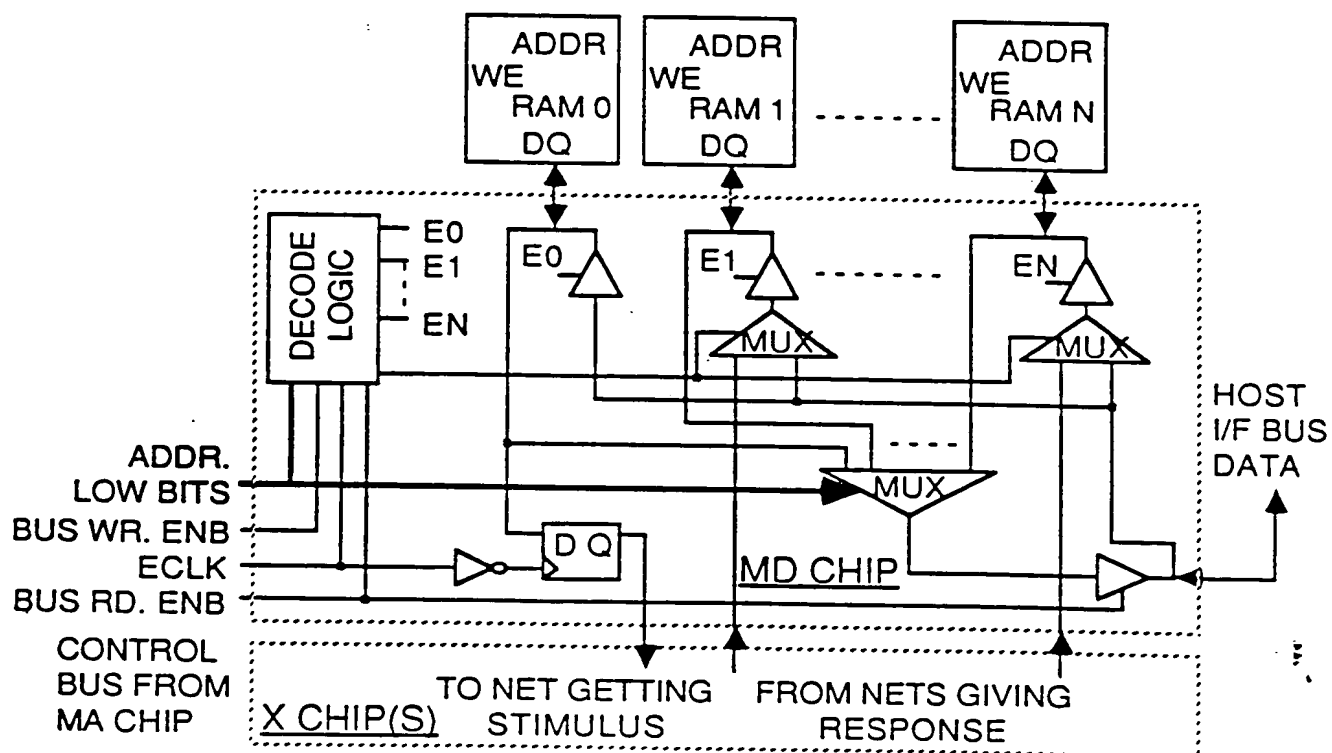 ADDR
WE
RAM 0
DQ
ADDR
WE
RAM 1
DQ
ADDR
WE
RAM N
DQ
DECODE
LOGIC
E0
E1
EN
E0
E1
EN
MUX
MUX
MUX
HOST
I/F BUS
DATA
ADDR.
LOW BITS
BUS WR. ENB
ECLK
BUS RD. ENB
D Q
MD CHIP
CONTROL
BUS FROM
MA CHIP
X CHIP(S)
TO NET GETTING
STIMULUS
FROM NETS GIVING
RESPONSE